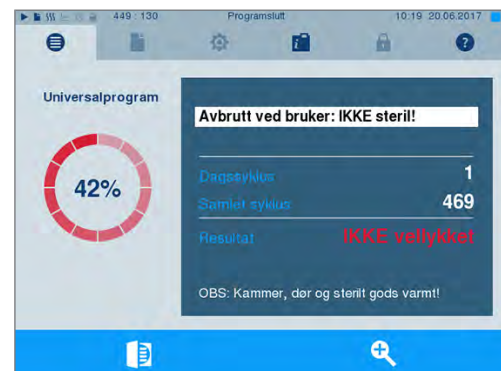 449 : 130 Programslutt 10:19 20.06.2017
Universalprogram
42%
Avbrutt ved bruker: IKKE steril!
Dagssyklus 1
Samlet syklus 469
Resultat IKKE vellykket
OBS: Kammer, dør og sterilt gods varmt!